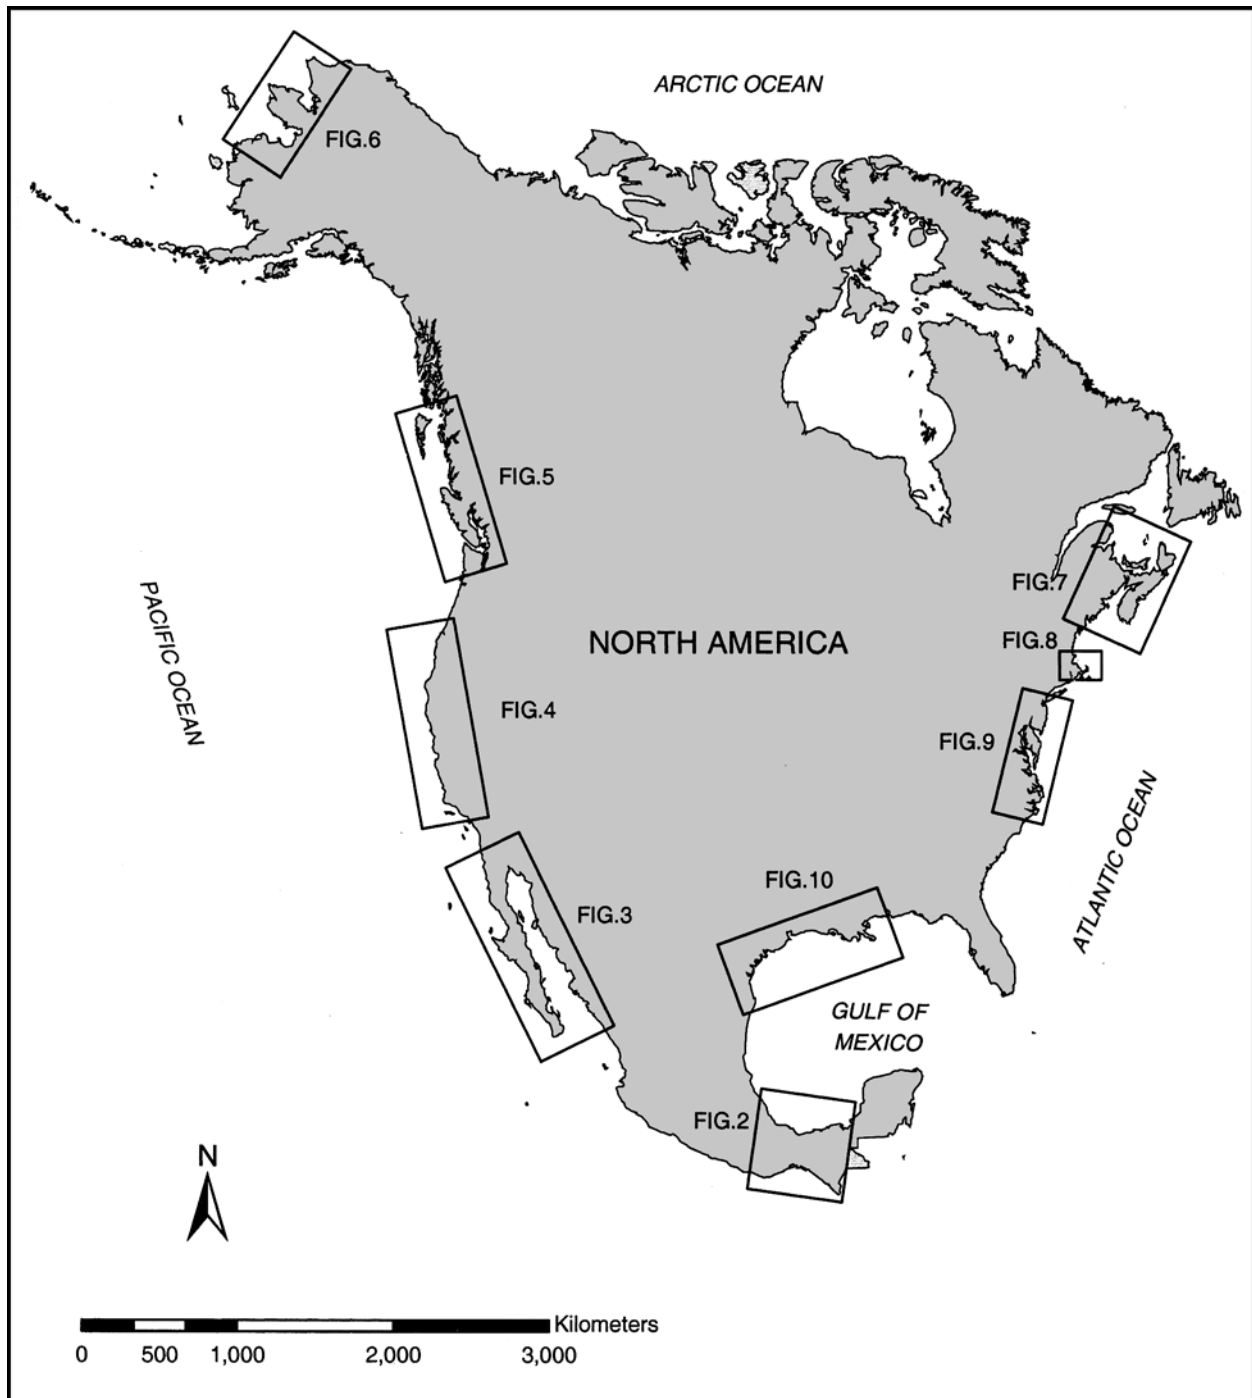 ARCTIC OCEAN
FIG.6
FIG.5
FIG.7
PACIFIC OCEAN
NORTH AMERICA
FIG.8
FIG.4
FIG.9
ATLANTIC OCEAN
FIG.10
FIG.3
GULF OF
MEXICO
FIG.2
N
Kilometers
0 500 1,000 2,000 3,000